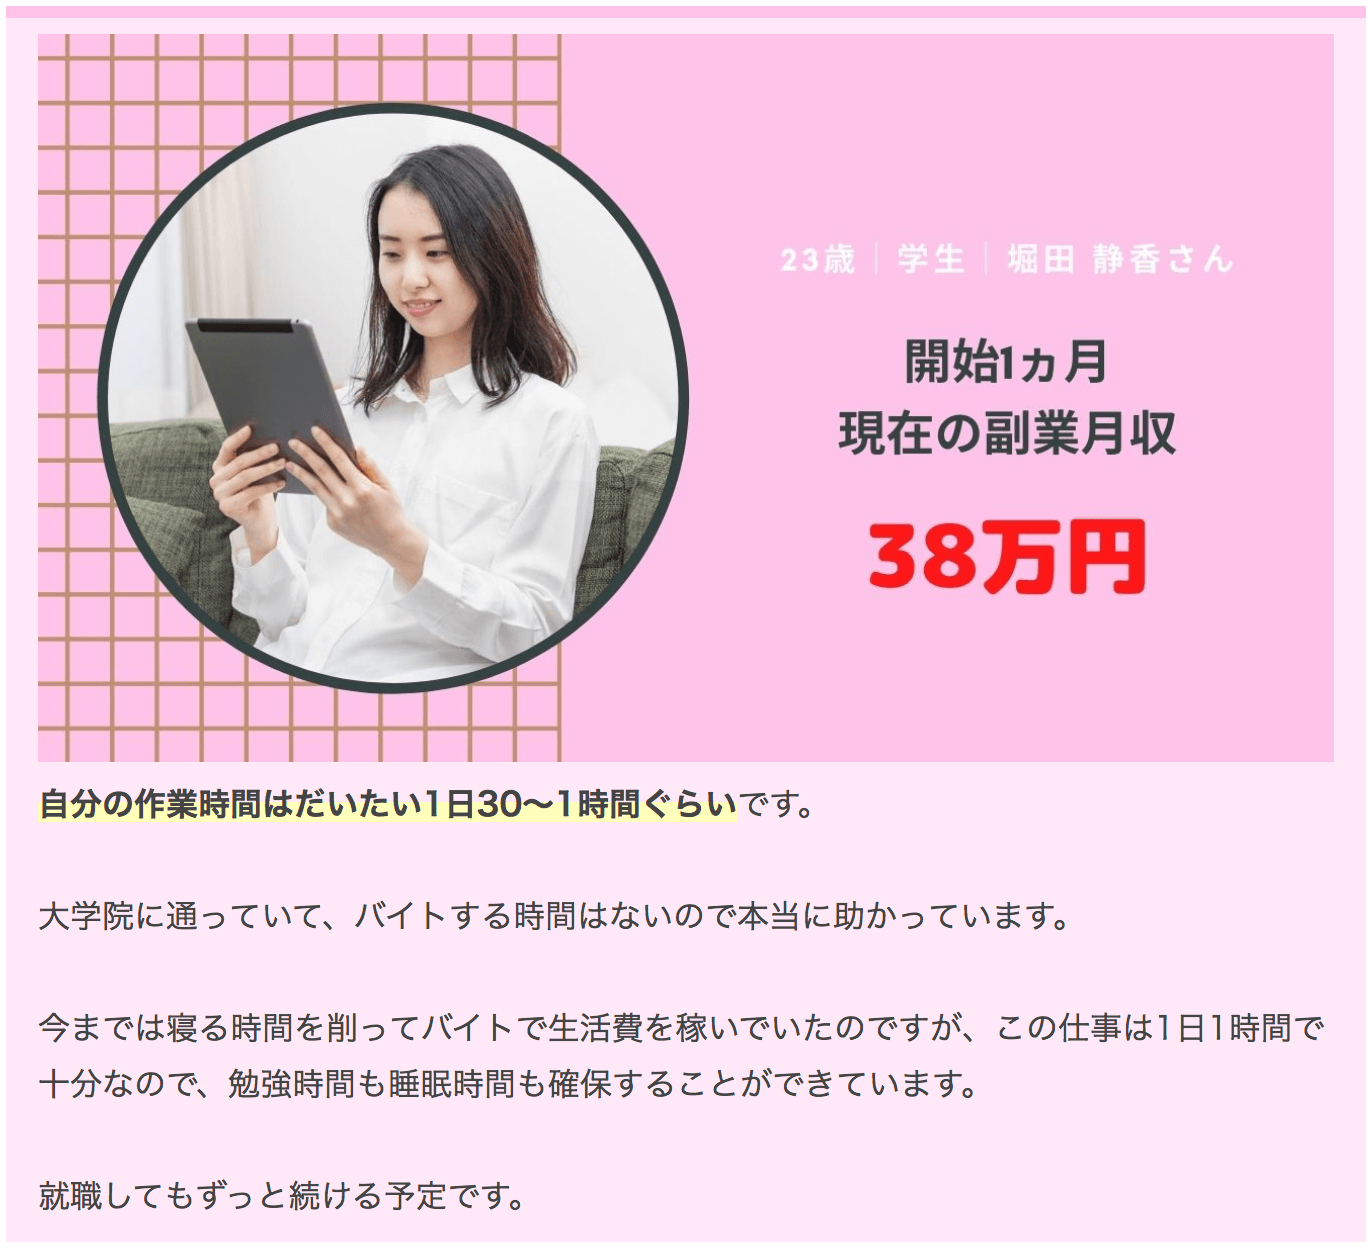 23歳｜学生｜堀田 静香さん
開始1ヵ月
現在の副業月収
38万円
自分の作業時間はだいたい1日30〜1時間ぐらいです。
大学院に通っていて、バイトする時間はないので本当に助かっています。
今までは寝る時間を削ってバイトで生活費を稼いでいたのですが、この仕事は1日1時間で
十分なので、勉強時間も睡眠時間も確保することができています。
就職してもずっと続ける予定です。